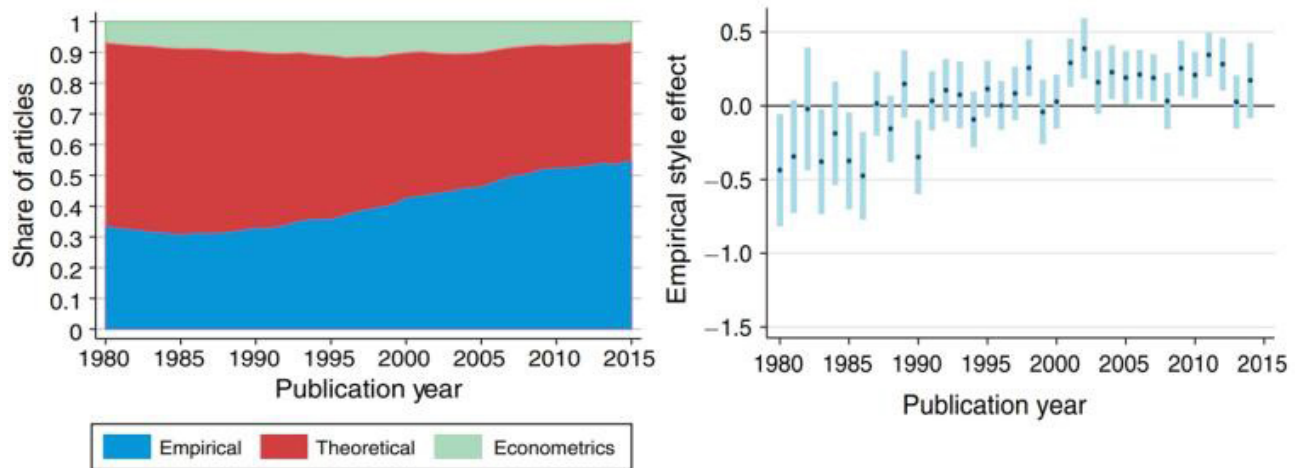 1
0.9
0.8
0.7
0.6
0.5
0.4
0.3
0.2
0.1
0
Share of articles
1980 1985 1990 1995 2000 2005 2010 2015
Publication year
Empirical Theoretical Econometrics
0.5
0.0
−0.5
−1.0
−1.5
Empirical style effect
1980 1985 1990 1995 2000 2005 2010 2015
Publication year